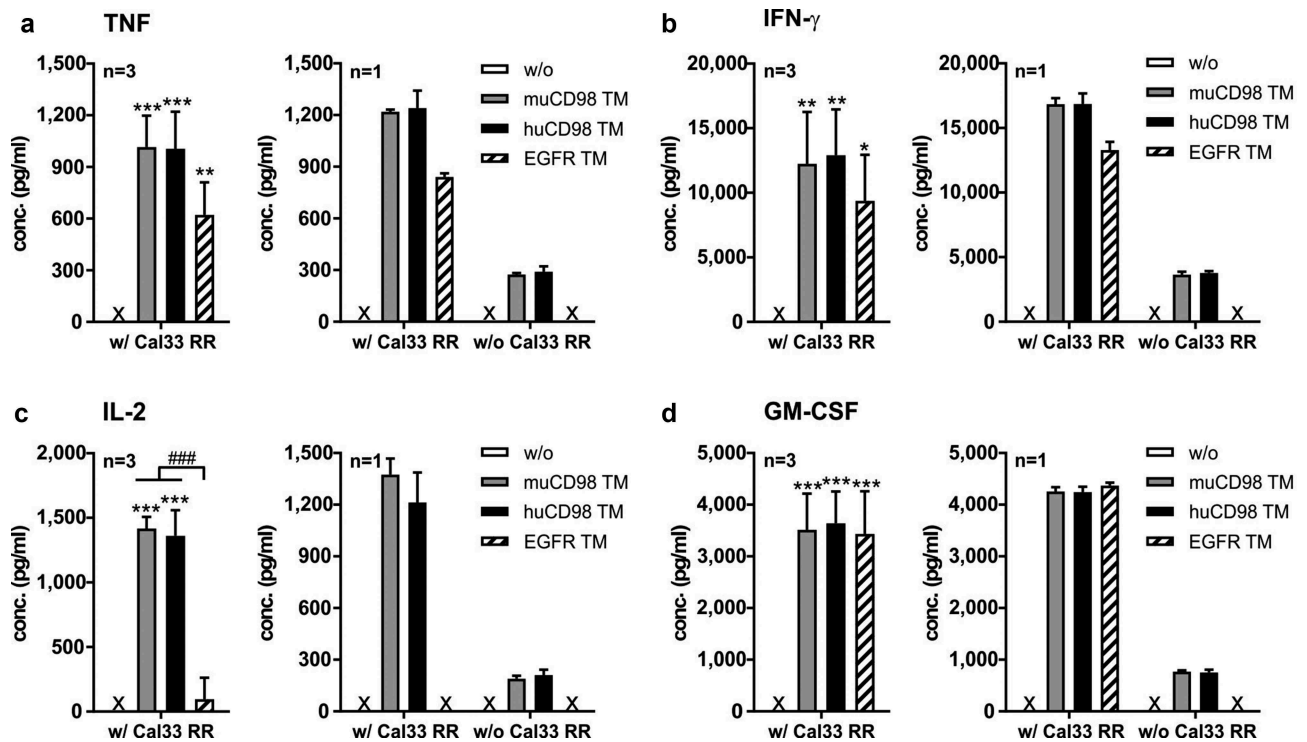 a TNF
1,500
1,200
900
600
300
0
conc. (pg/ml)
n=3
*** *** **
X
w/ Cal33 RR
1,500
1,200
900
600
300
0
conc. (pg/ml)
n=1
X X X
w/ Cal33 RR w/o Cal33 RR
w/o
muCD98 TM
huCD98 TM
EGFR TM
b IFN-γ
20,000
15,000
10,000
5,000
0
conc. (pg/ml)
n=3
** ** *
X
w/ Cal33 RR
20,000
15,000
10,000
5,000
0
conc. (pg/ml)
n=1
X X X
w/ Cal33 RR w/o Cal33 RR
w/o
muCD98 TM
huCD98 TM
EGFR TM
c IL-2
2,000
1,500
1,000
500
0
conc. (pg/ml)
n=3
###
*** ***
X
w/ Cal33 RR
1,500
1,200
900
600
300
0
conc. (pg/ml)
n=1
X X X X
w/ Cal33 RR w/o Cal33 RR
w/o
muCD98 TM
huCD98 TM
EGFR TM
d GM-CSF
5,000
4,000
3,000
2,000
1,000
0
conc. (pg/ml)
n=3
*** *** ***
X
w/ Cal33 RR
5,000
4,000
3,000
2,000
1,000
0
conc. (pg/ml)
n=1
X X X
w/ Cal33 RR w/o Cal33 RR
w/o
muCD98 TM
huCD98 TM
EGFR TM